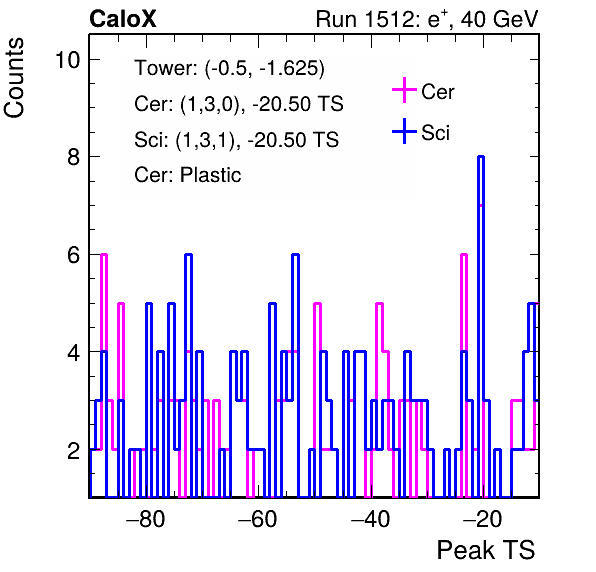 CaloX Run 1512: e⁺, 40 GeV
Counts
Tower: (-0.5, -1.625)
Cer: (1,3,0), -20.50 TS
Sci: (1,3,1), -20.50 TS
Cer: Plastic
Cer
Sci
10
8
6
4
2
−80 −60 −40 −20
Peak TS